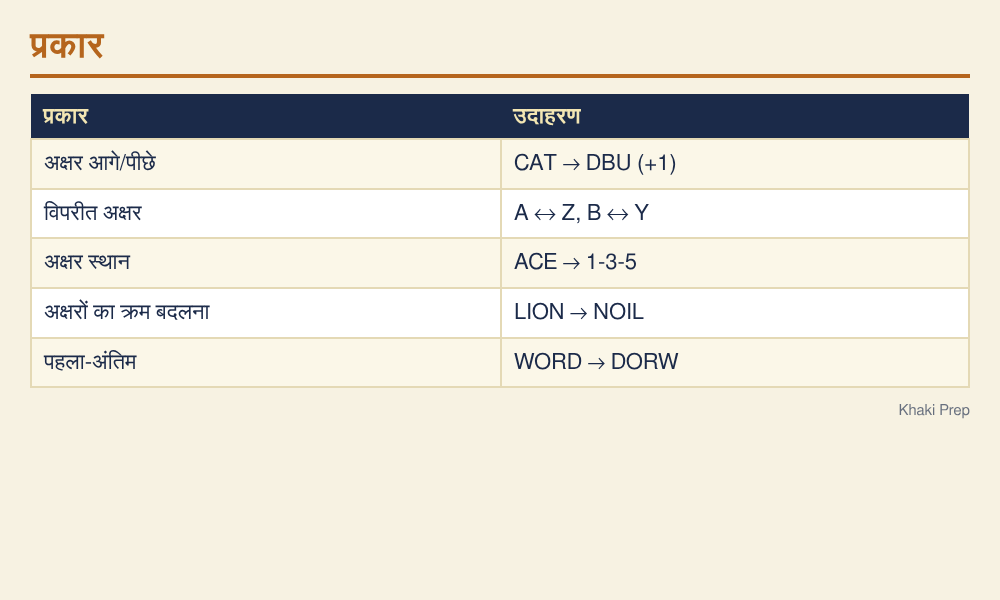 प्रकार
प्रकार उदाहरण
अक्षर आगे/पीछे CAT → DBU (+1)
विपरीत अक्षर A ↔ Z, B ↔ Y
अक्षर स्थान ACE → 1-3-5
अक्षरों का क्रम बदलना LION → NOIL
पहला-अंतिम WORD → DORW
Khaki Prep